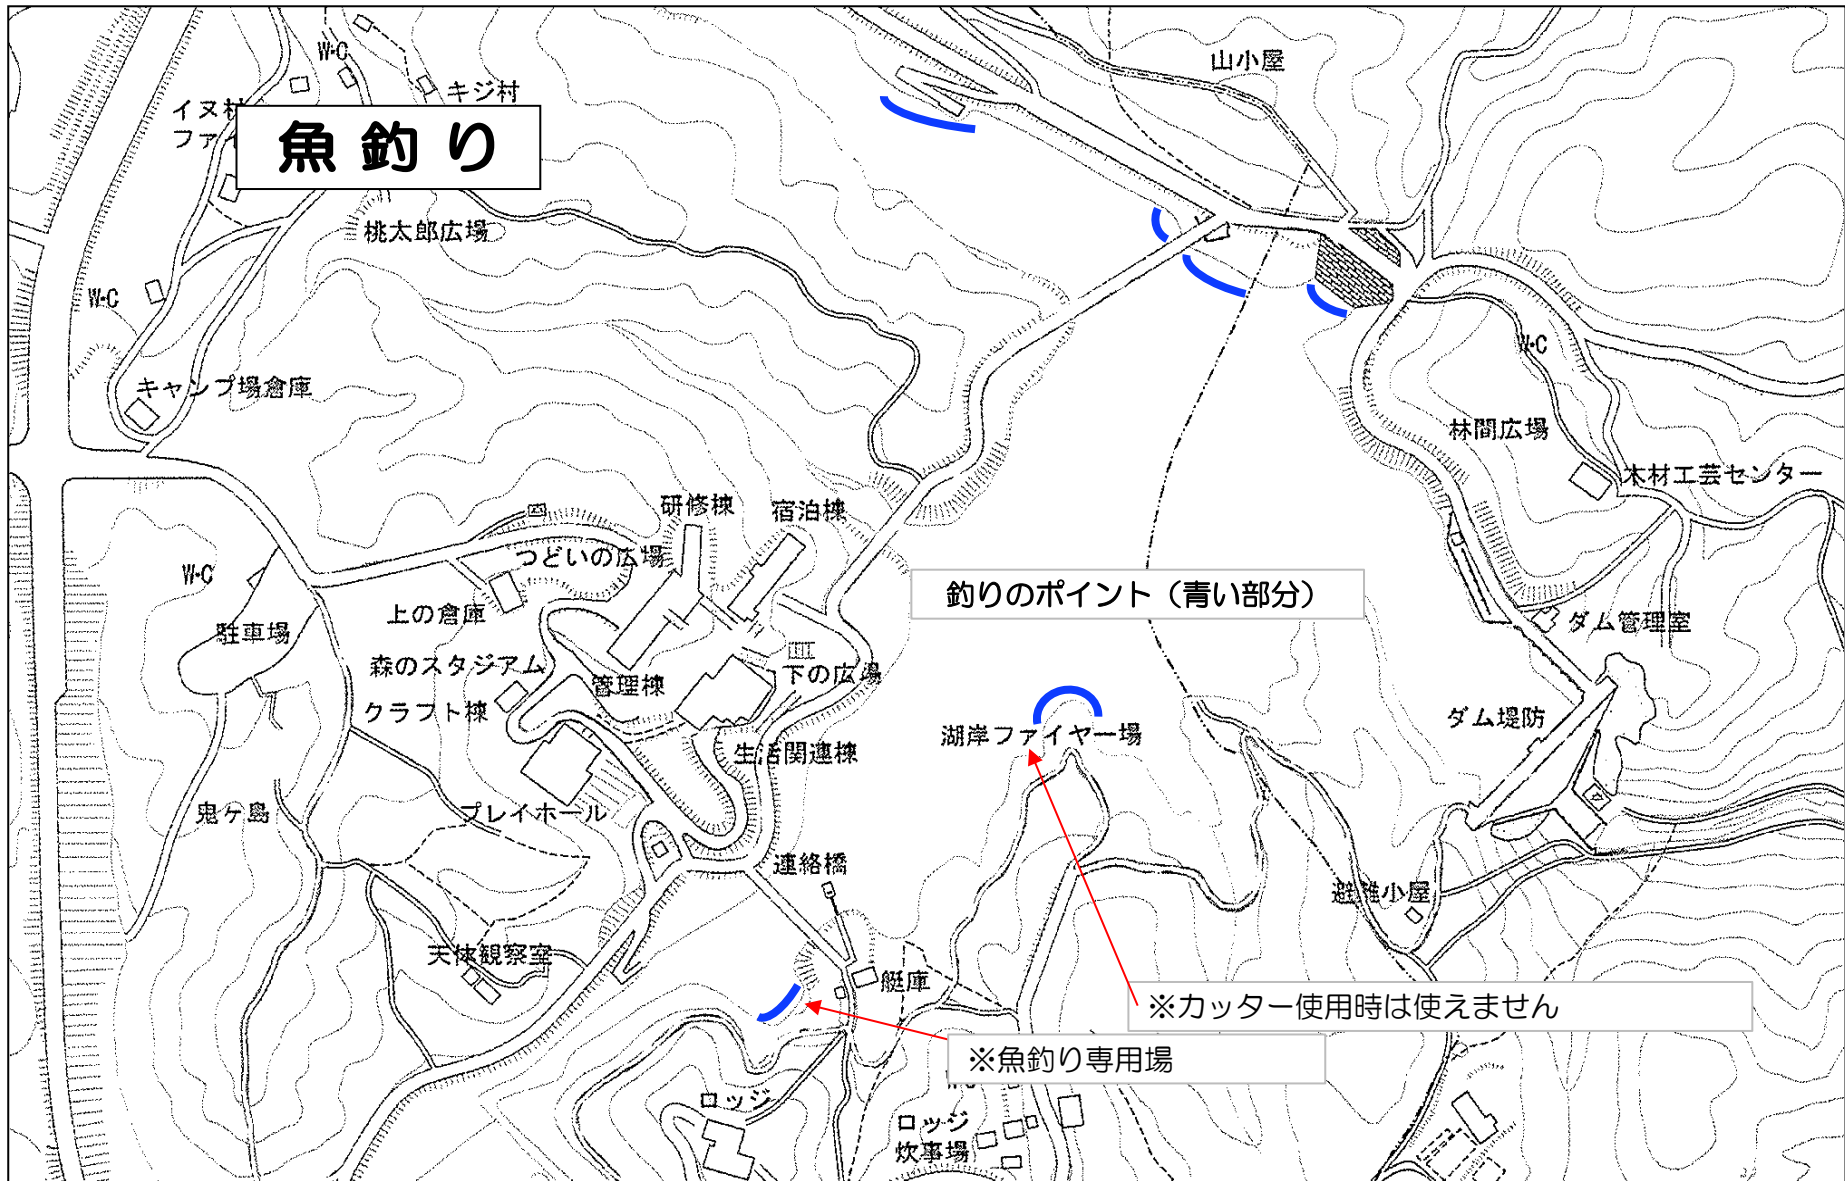 W・C
山小屋
キジ村
イヌ村
ファイ
魚釣り
桃太郎広場
W・C
W・C
キャンプ場倉庫
林間広場
木材工芸センター
研修棟
宿泊棟
つどいの広場
W・C
釣りのポイント（青い部分）
上の倉庫
駐車場
ダム管理室
森のスタジアム
管理棟
下の広場
クラフト棟
ダム堤防
湖岸ファイヤー場
生活関連棟
鬼ヶ島
プレイホール
連絡橋
避難小屋
天体観察室
艇庫
※カッター使用時は使えません
※魚釣り専用場
ロッジ
ロッジ
炊事場